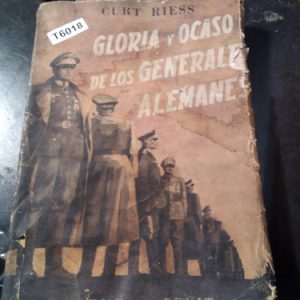 CURT RIESS
T6018
GLORIA Y OCASO
DE LOS GENERALE
ALEMANE